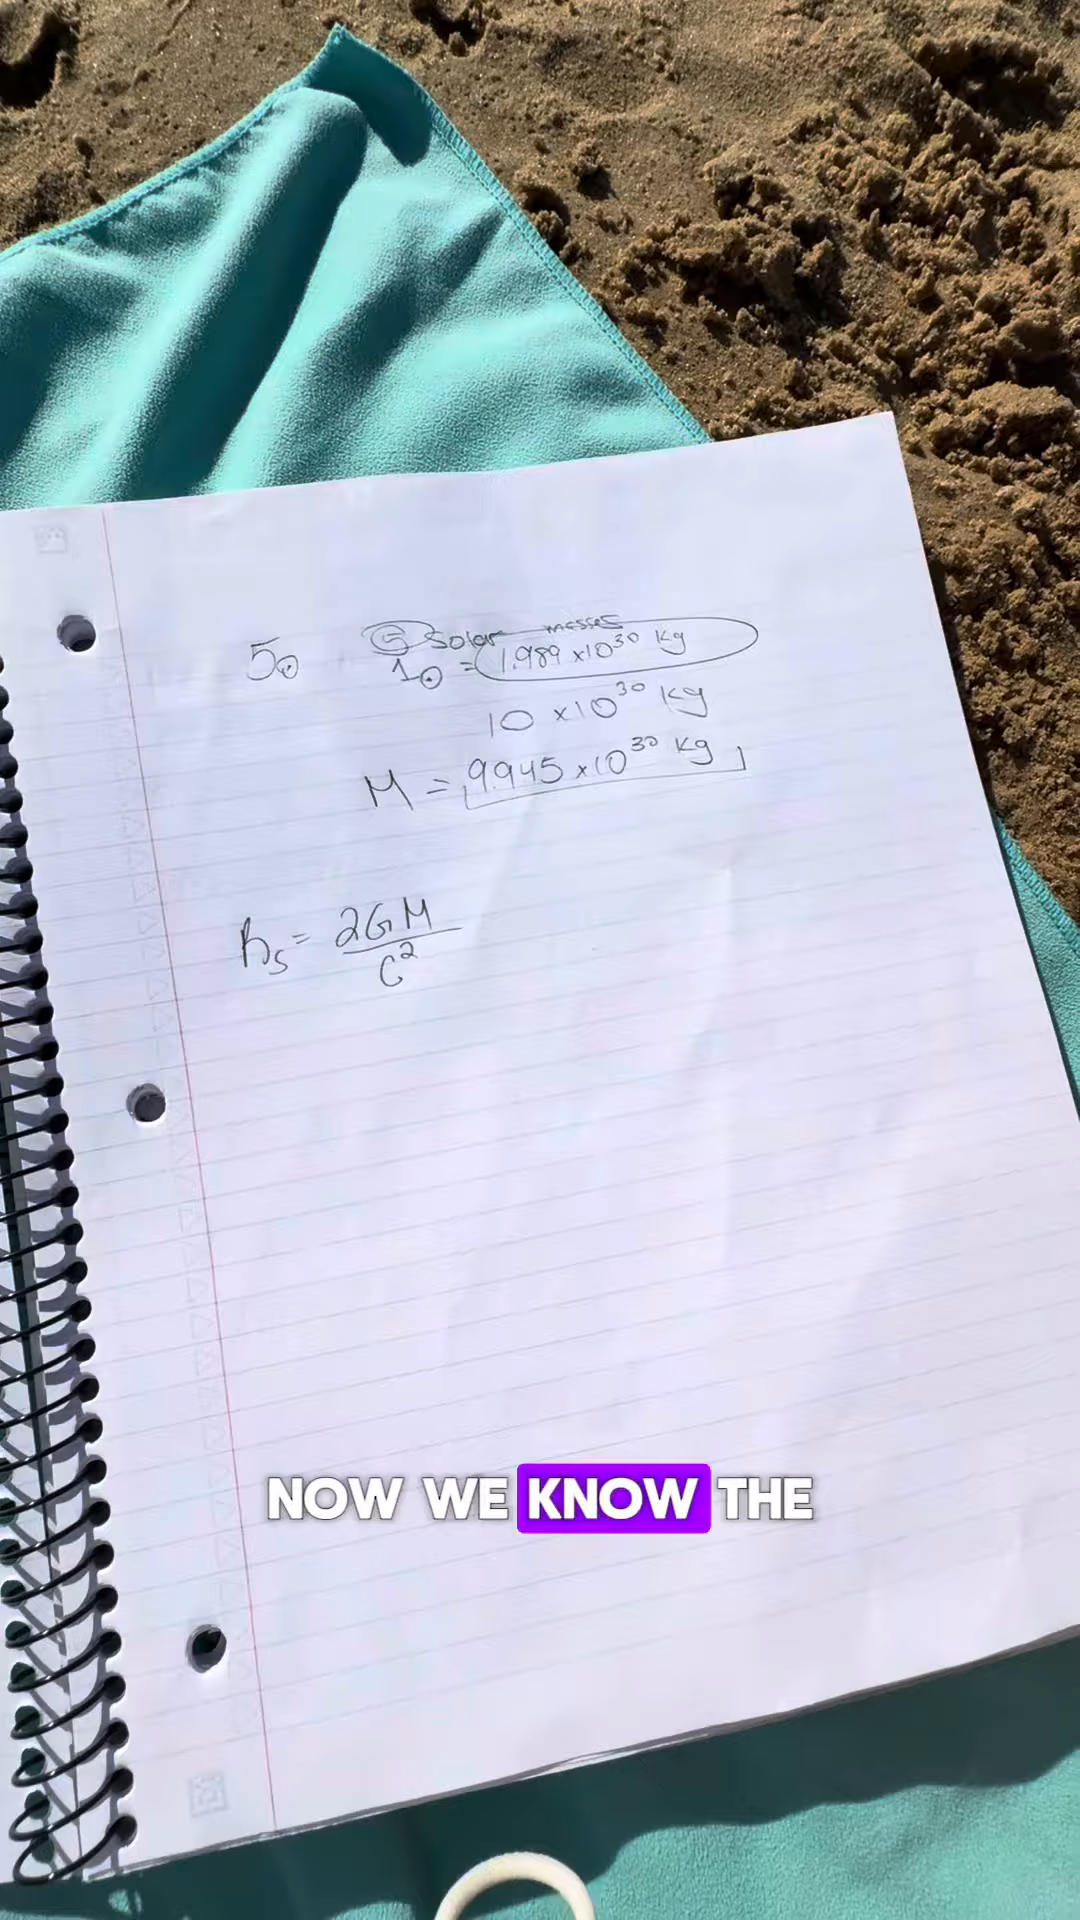 5☉
5 Solar masses
1☉ = 1.989 x10³⁰ kg
10 x10³⁰ kg
M = 9.945 x10³⁰ kg
Rs = 2GM / C²
NOW WE KNOW THE